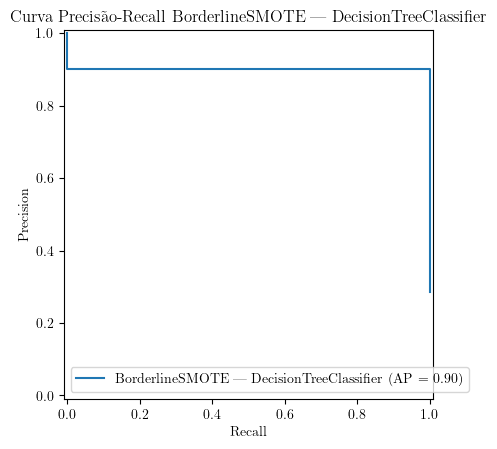 Curva Precisão-Recall BorderlineSMOTE — DecisionTreeClassifier
1.0
0.8
0.6
0.4
0.2
0.0
Precision
BorderlineSMOTE — DecisionTreeClassifier (AP = 0.90)
0.0 0.2 0.4 0.6 0.8 1.0
Recall